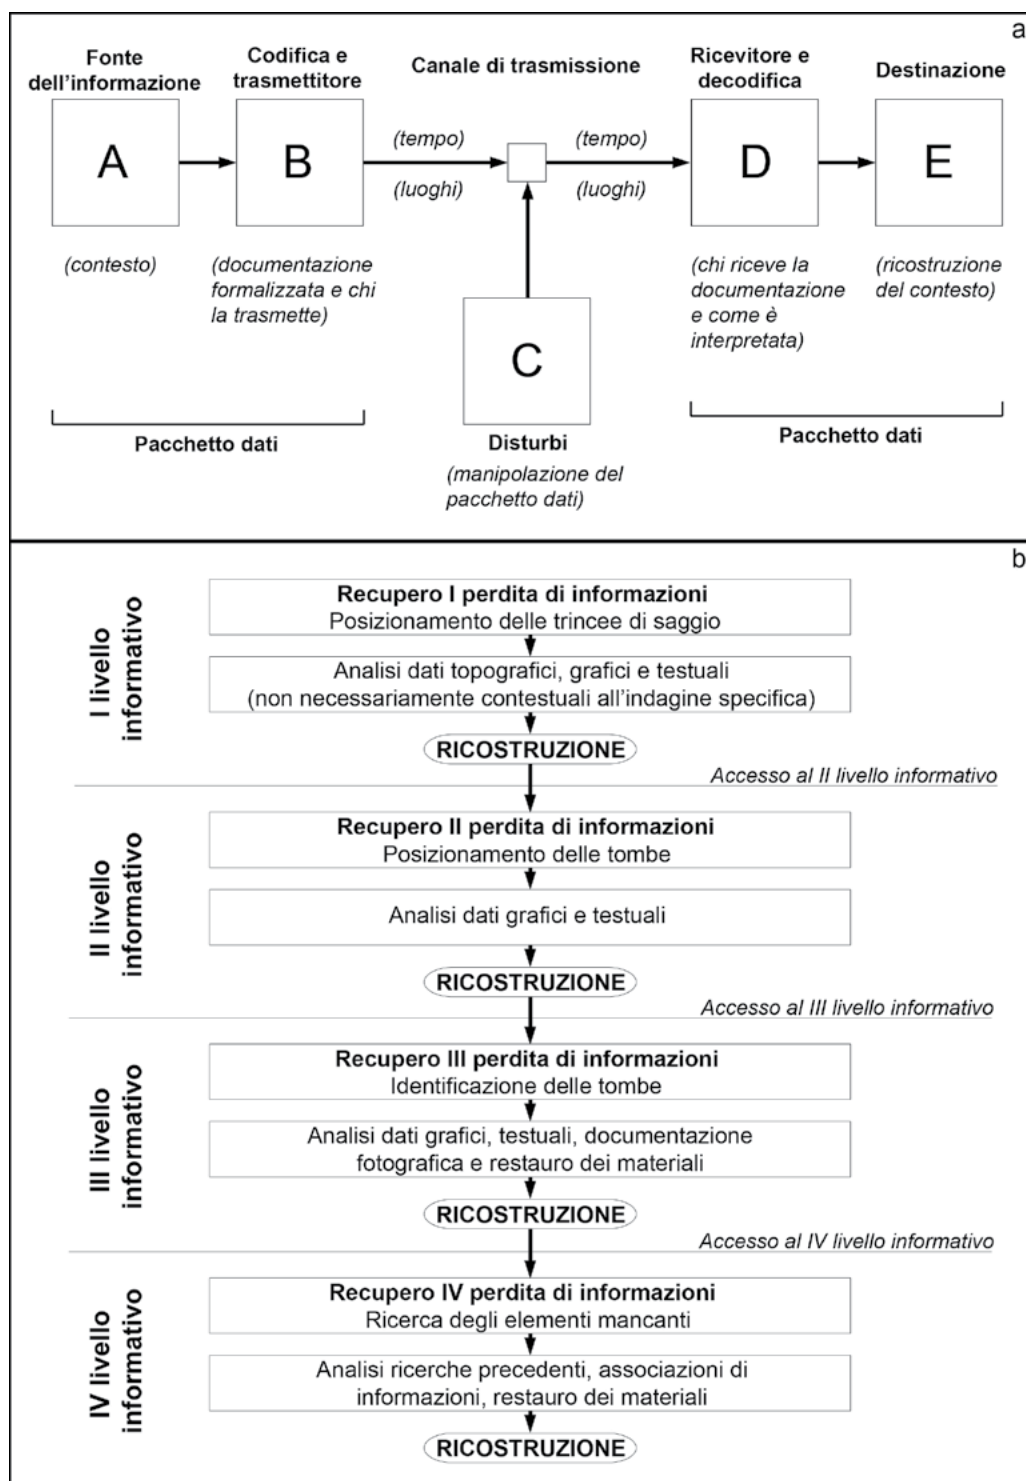 a
Fonte
dell'informazione
Codifica e
trasmettitore
Canale di trasmissione
Ricevitore e
decodifica
Destinazione
A
B
(tempo)
(luoghi)
(tempo)
(luoghi)
D
E
(contesto)
(documentazione
formalizzata e chi
la trasmette)
(chi riceve la
documentazione
e come è
interpretata)
(ricostruzione
del contesto)
C
Pacchetto dati
Disturbi
(manipolazione del
pacchetto dati)
Pacchetto dati
b
I livello
informativo
Recupero I perdita di informazioni
Posizionamento delle trincee di saggio
Analisi dati topografici, grafici e testuali
(non necessariamente contestuali all'indagine specifica)
RICOSTRUZIONE
Accesso al II livello informativo
II livello
informativo
Recupero II perdita di informazioni
Posizionamento delle tombe
Analisi dati grafici e testuali
RICOSTRUZIONE
Accesso al III livello informativo
III livello
informativo
Recupero III perdita di informazioni
Identificazione delle tombe
Analisi dati grafici, testuali, documentazione
fotografica e restauro dei materiali
RICOSTRUZIONE
Accesso al IV livello informativo
IV livello
informativo
Recupero IV perdita di informazioni
Ricerca degli elementi mancanti
Analisi ricerche precedenti, associazioni di
informazioni, restauro dei materiali
RICOSTRUZIONE